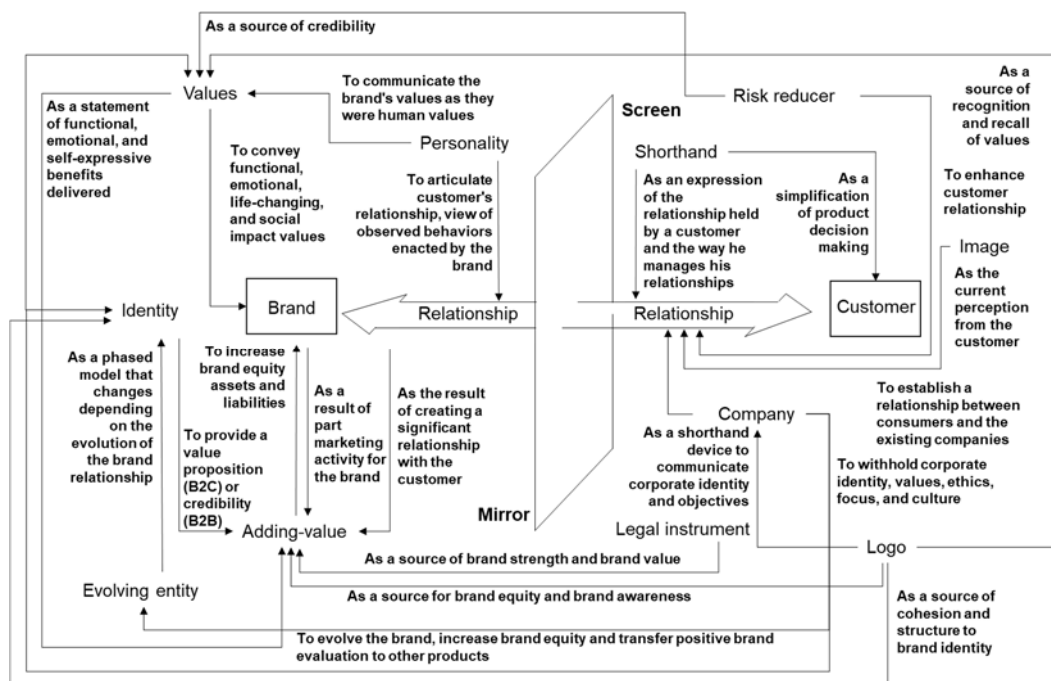 As a source of credibility
Values
To communicate the
brand's values as they
were human values
As a statement
of functional,
emotional, and
self-expressive
benefits
delivered
To convey
functional,
emotional,
life-changing,
and social
impact values
Personality
To articulate
customer's
relationship, view of
observed behaviors
enacted by the
brand
Screen
Risk reducer
As a
source of
recognition
and recall
of values
Shorthand
As an expression
of the
relationship held
by a customer
and the way he
manages his
relationships
As a
simplification
of product
decision
making
To enhance
customer
relationship
Image
As the
current
perception
from the
customer
Identity
Brand
Relationship
Relationship
Customer
As a phased
model that
changes
depending
on the
evolution of
the brand
relationship
To increase
brand equity
assets and
liabilities
To provide a
value
proposition
(B2C) or
credibility
(B2B)
As a
result of
part
marketing
activity for
the brand
As the result
of creating a
significant
relationship
with the
customer
Mirror
Company
As a shorthand
device to
communicate
corporate identity
and objectives
To establish a
relationship between
consumers and the
existing companies
To withhold corporate
identity, values, ethics,
focus, and culture
Adding-value
Legal instrument
Logo
As a source of brand strength and brand value
Evolving entity
As a source for brand equity and brand awareness
As a source of
cohesion and
structure to
brand identity
To evolve the brand, increase brand equity and transfer positive brand
evaluation to other products